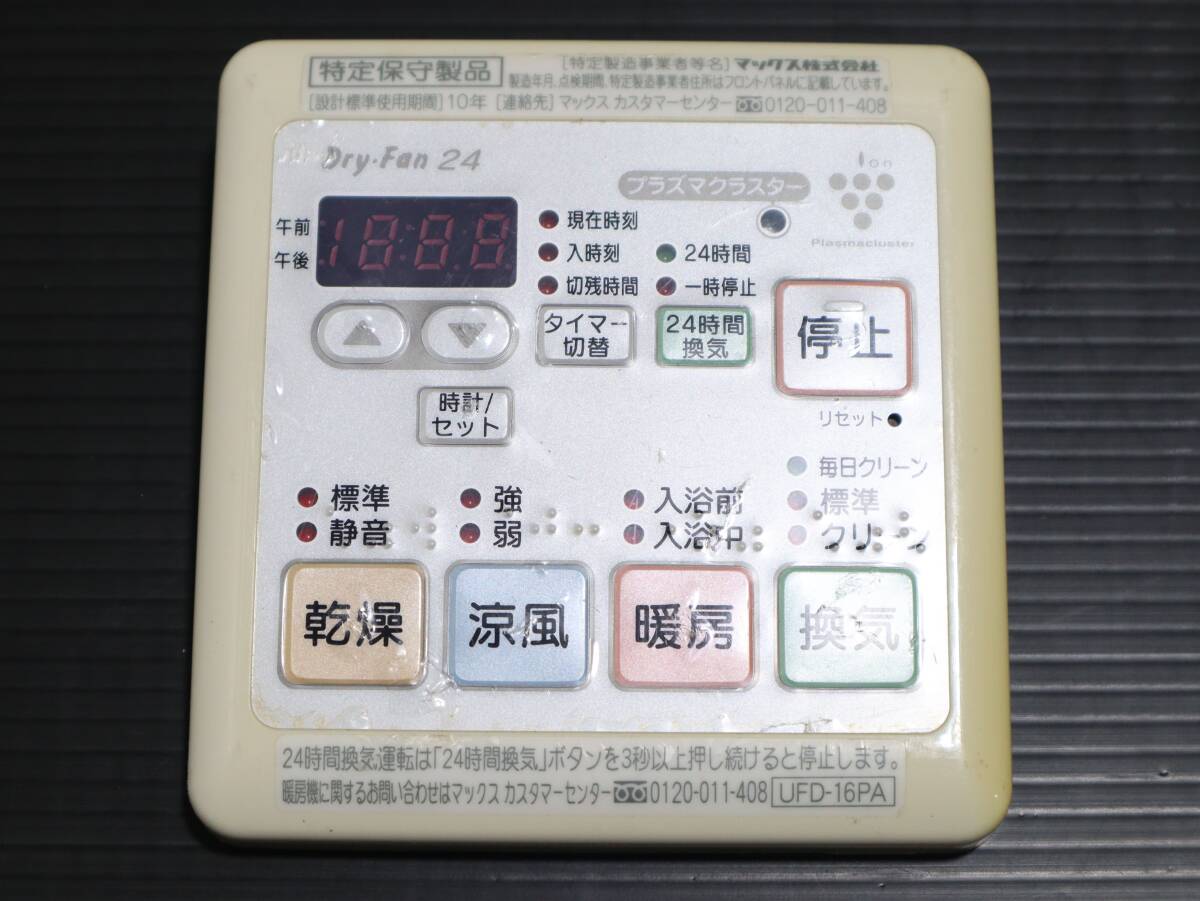 特定保守製品
[特定製造事業者等名] マックス株式会社
製造年月、点検期間、特定製造事業者住所はフロントパネルに記載しています。
[設計標準使用期間] 10年 [連絡先] マックス カスタマーセンター 0120-011-408
Dry・Fan 24
プラズマクラスター
Ion
Plasmacluster
午前
午後
18:88
現在時刻
入時刻
切残時間
24時間
一時停止
タイマー
切替
24時間
換気
停止
リセット
時計/
セット
毎日クリーン
標準
静音
強
弱
入浴前
入浴中
標準
クリーン
乾燥
涼風
暖房
換気
24時間換気運転は「24時間換気」ボタンを3秒以上押し続けると停止します。
暖房機に関するお問い合わせはマックス カスタマーセンター 0120-011-408 UFD-16PA